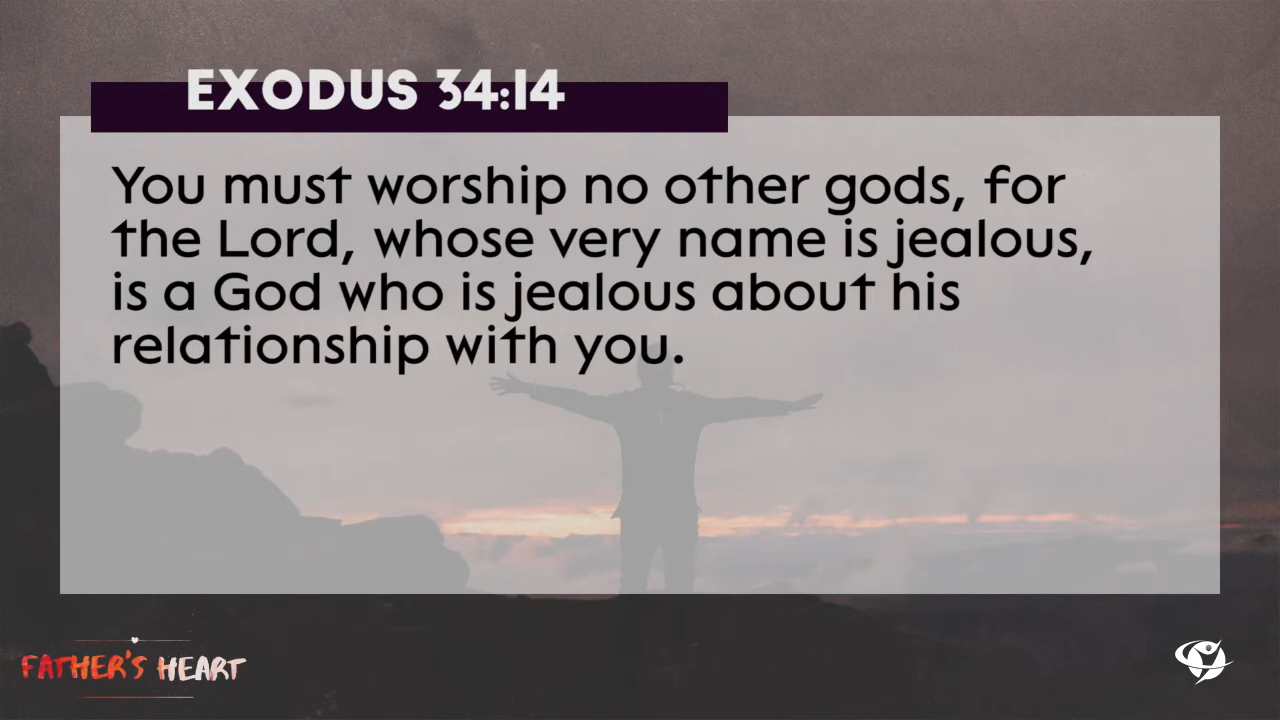 EXODUS 34:14
You must worship no other gods, for
the Lord, whose very name is jealous,
is a God who is jealous about his
relationship with you.
FATHER'S HEART